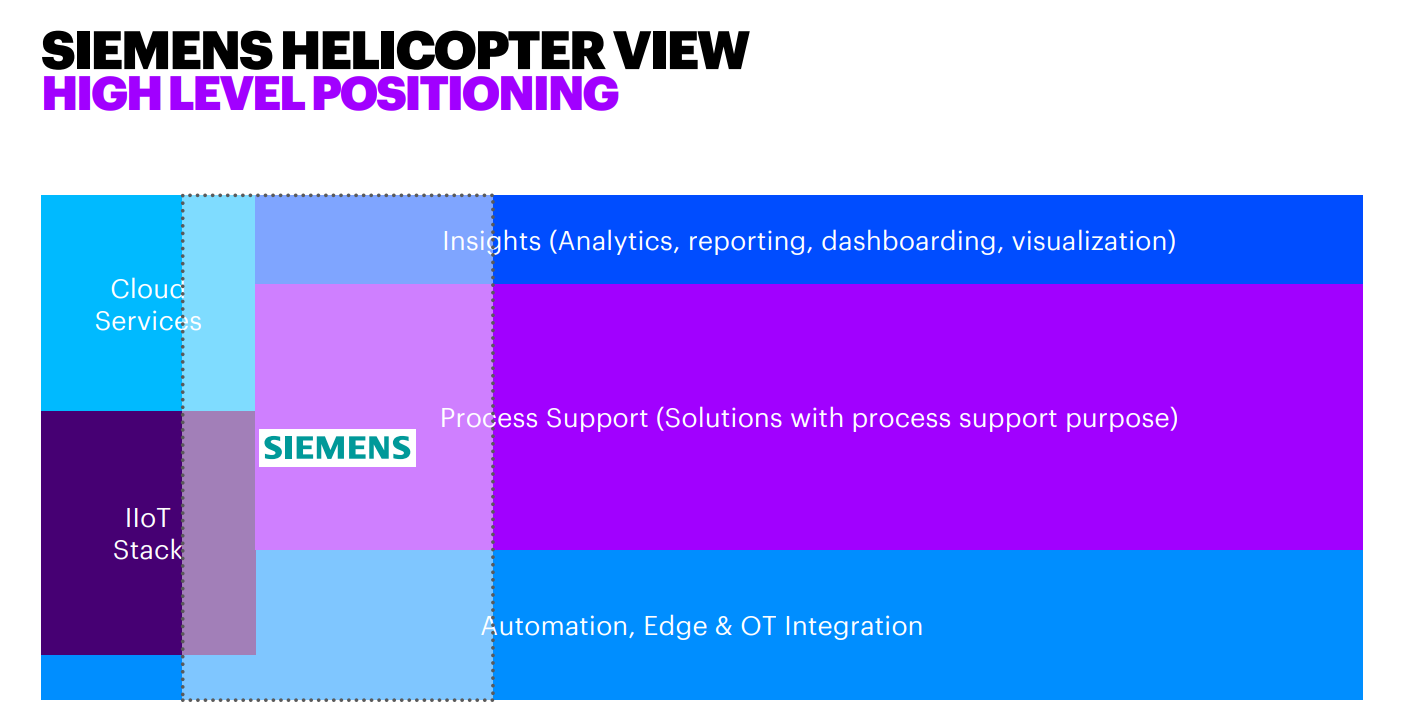 SIEMENS HELICOPTER VIEW
HIGH LEVEL POSITIONING
Insights (Analytics, reporting, dashboarding, visualization)
Cloud
Services
Process Support (Solutions with process support purpose)
SIEMENS
IIoT
Stack
Automation, Edge & OT Integration